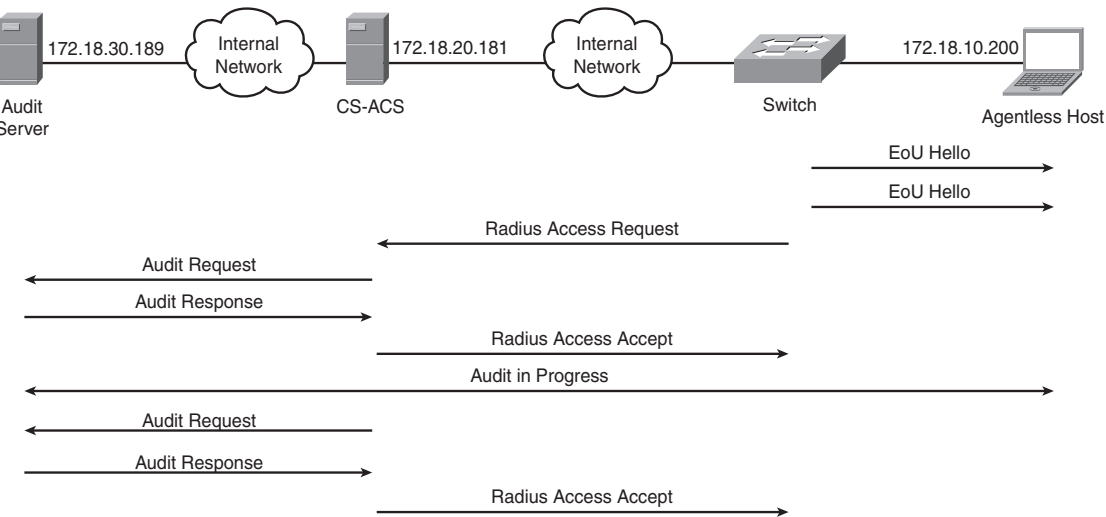 172.18.30.189
Internal
Network
172.18.20.181
Internal
Network
172.18.10.200
Audit
Server
CS-ACS
Switch
Agentless Host
EoU Hello
EoU Hello
Radius Access Request
Audit Request
Audit Response
Radius Access Accept
Audit in Progress
Audit Request
Audit Response
Radius Access Accept